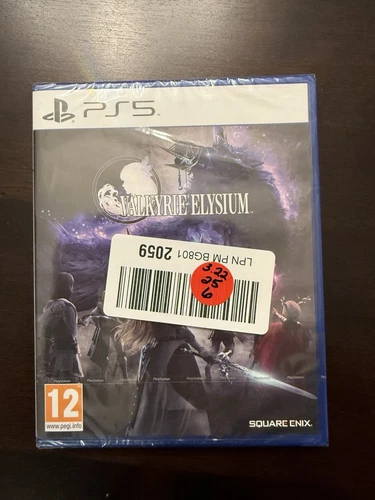 PS5
VALKYRIE ELYSIUM
LPN PM BG801 2059
3.22
25
6
12
www.pegi.info
SQUARE ENIX